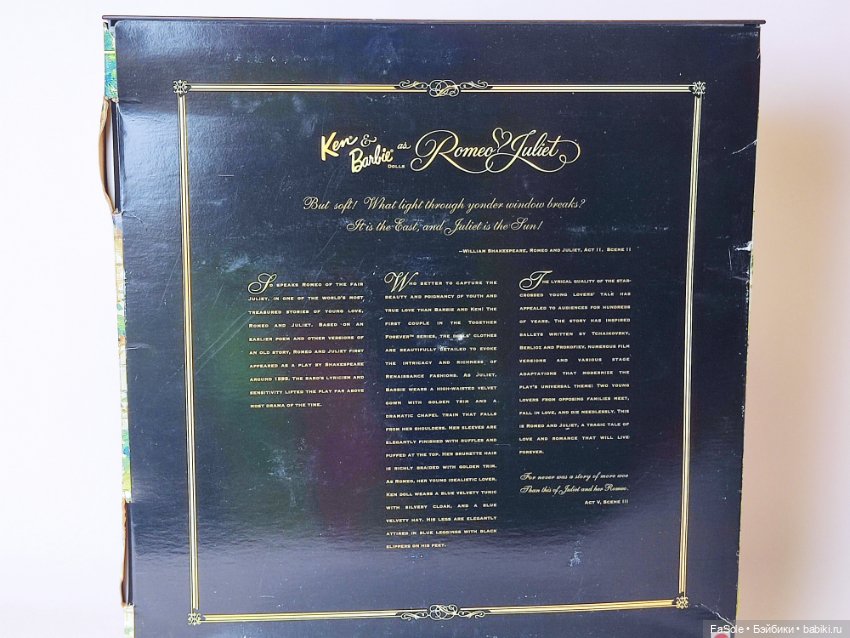 Ken & Barbie® as Romeo & Juliet
DOLLS
But soft! What light through yonder window breaks?
It is the East, and Juliet is the Sun!
–William Shakespeare, Romeo and Juliet, Act II, Scene II
So speaks Romeo of the fair
Juliet, in one of the world's most
treasured stories of young love,
Romeo and Juliet. Based on an
earlier poem and other versions of
an old story, Romeo and Juliet first
appeared as a play by Shakespeare
around 1595. The bard's lyricism and
sensitivity lifted the play far above
most drama of the time.
Who better to capture the
beauty and poignancy of youth and
true love than Barbie and Ken! The
first couple in the Together
Forever™ series, the dolls' clothes
are beautifully detailed to evoke
the intricacy and richness of
Renaissance fashions. As Juliet,
Barbie wears a high-waisted velvet
gown with golden trim and a
dramatic chapel train that falls
from her shoulders. Her sleeves are
elegantly finished with ruffles and
puffed at the top. Her brunette hair
is richly braided with golden trim.
As Romeo, her young idealistic lover,
Ken doll wears a blue velvety tunic
with silvery cloak, and a blue
velvety hat. His legs are elegantly
attired in blue leggings with black
slippers on his feet.
The lyrical quality of the star-
crossed young lovers' tale has
appealed to audiences for hundreds
of years. The story has inspired
ballets written by Tchaikovsky,
Berlioz and Prokofiev, numerous film
versions and various stage
adaptations that modernize the
play's universal theme: Two young
lovers from opposing families meet,
fall in love, and die needlessly. This
is Romeo and Juliet, a tragic tale of
love and romance that will live
forever.
For never was a story of more woe
Than this of Juliet and her Romeo.
Act V, Scene III
EaSole • Бэйбики • babiki.ru